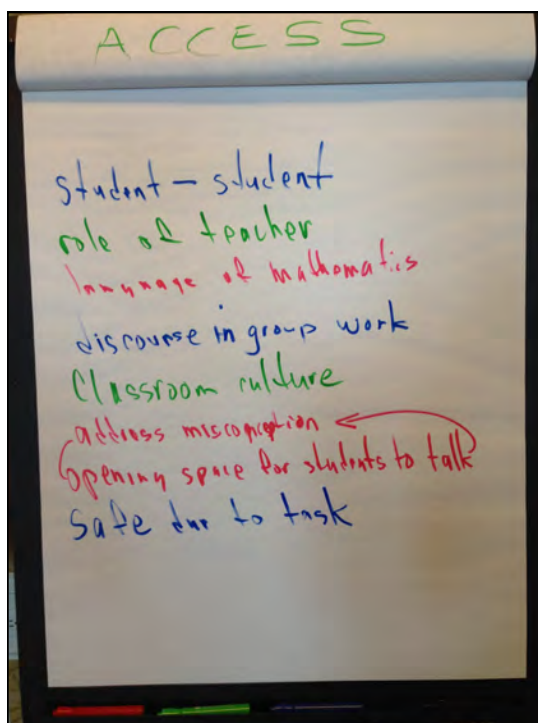 ACCESS
student - student
role of teacher
language of mathematics
discourse in group work
Classroom culture
address misconception
opening space for students to talk
Safe due to task